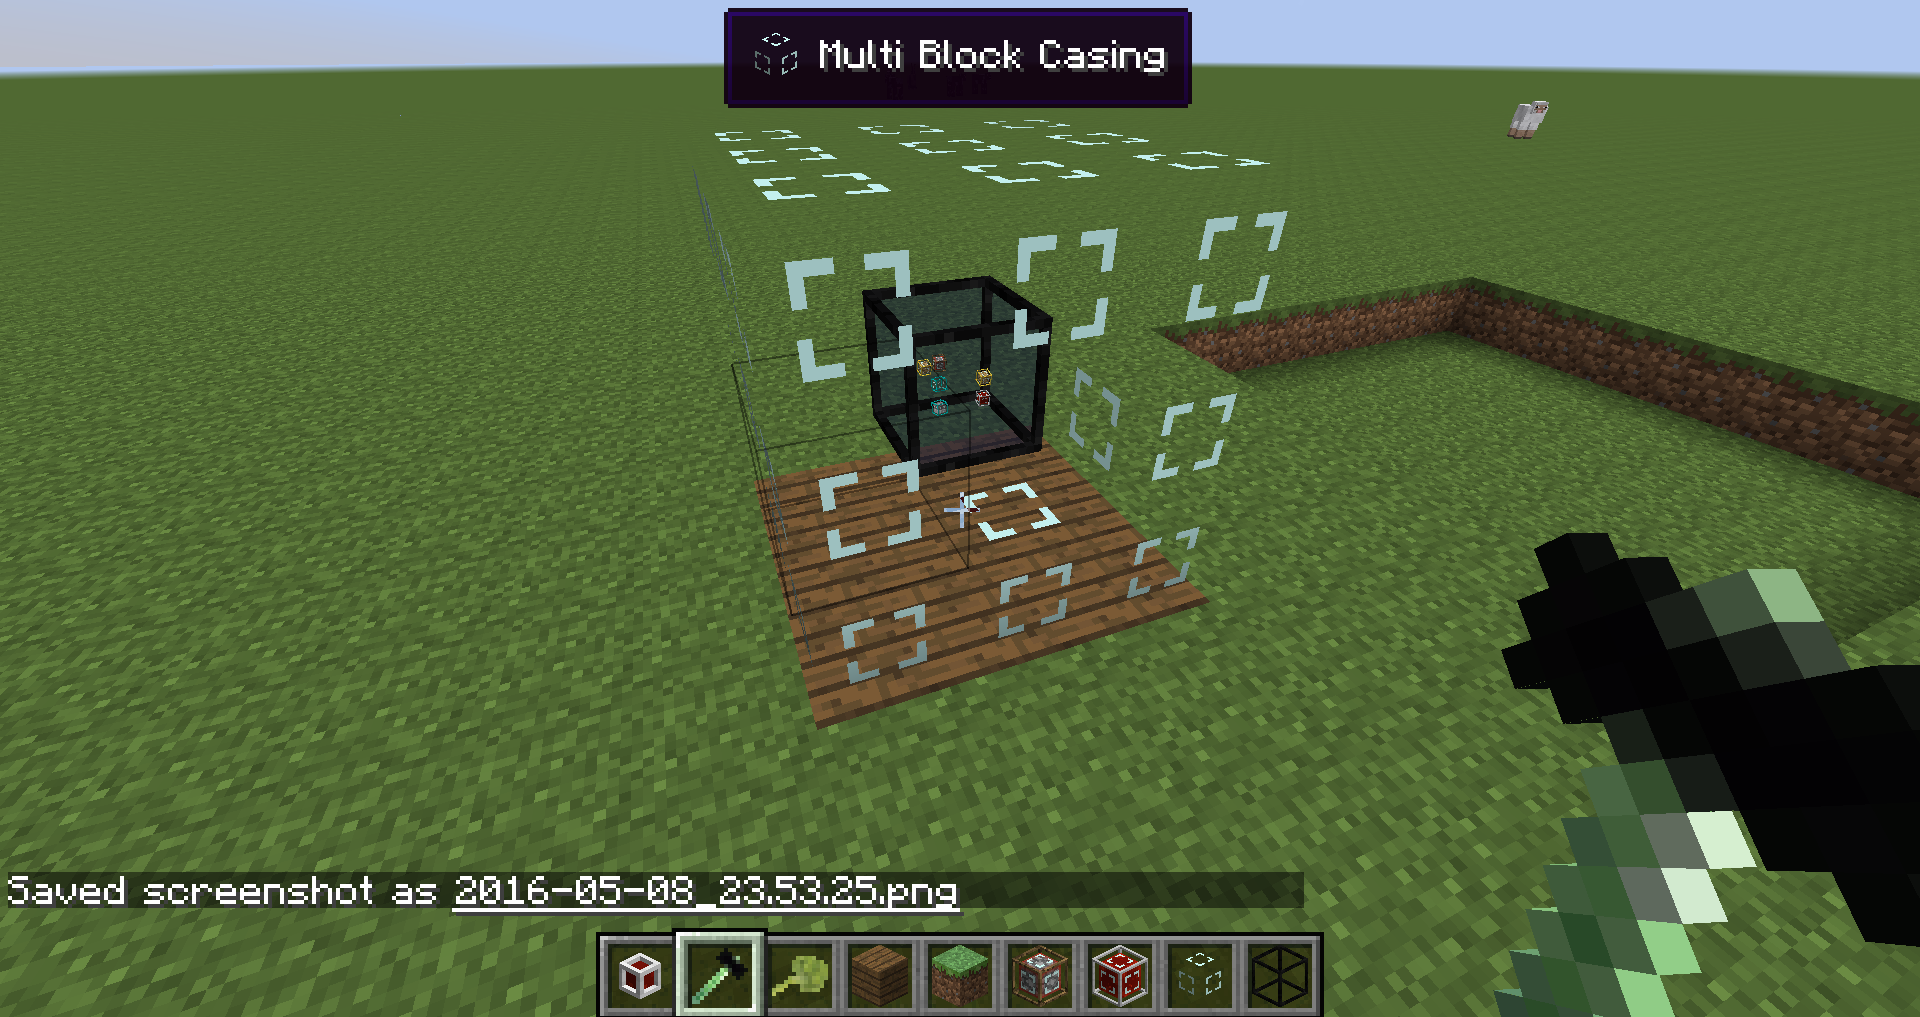 Multi Block Casing
Saved screenshot as 2016-05-08_23.53.25.png